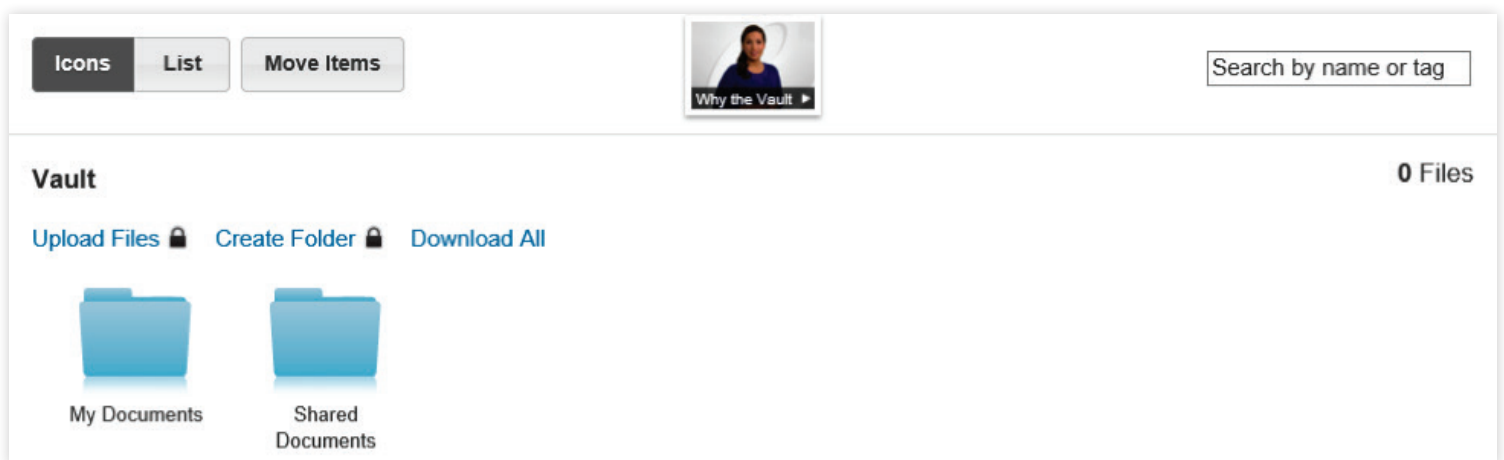 Icons List Move Items
Why the Vault
Search by name or tag
Vault
0 Files
Upload Files Create Folder Download All
My Documents
Shared
Documents